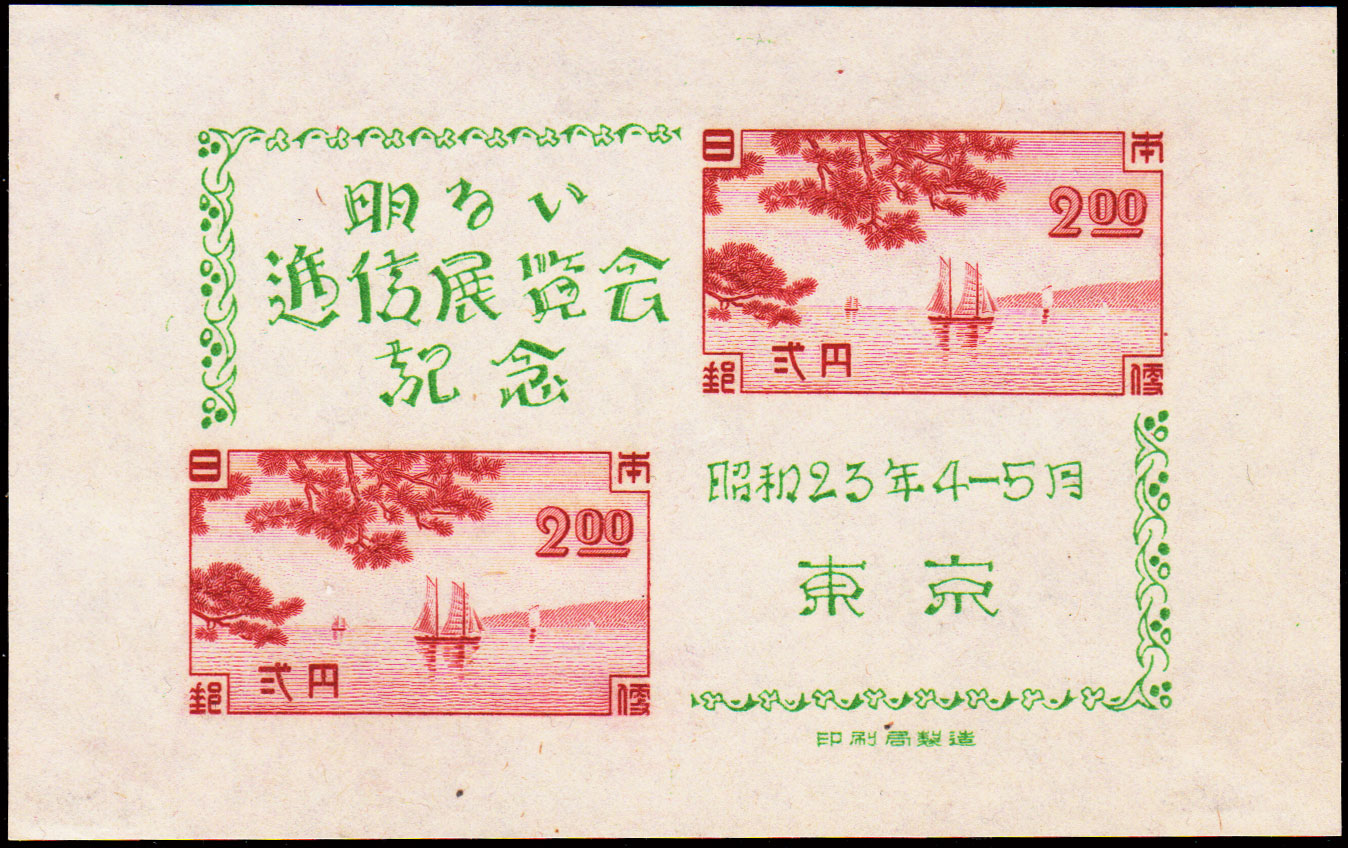 明るい
逓信展覧会
記念
日本
2.00
弐円
郵便
昭和23年4-5月
東京
日本
2.00
弐円
郵便
印刷局製造